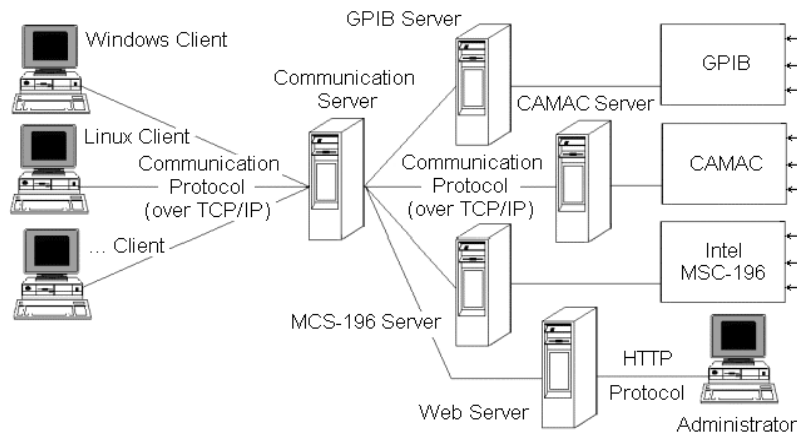 Windows Client
Linux Client
Communication
Protocol
(over TCP/IP)
... Client
Communication
Server
GPIB Server
CAMAC Server
Communication
Protocol
(over TCP/IP)
MCS-196 Server
Web Server
GPIB
CAMAC
Intel
MSC-196
HTTP
Protocol
Administrator